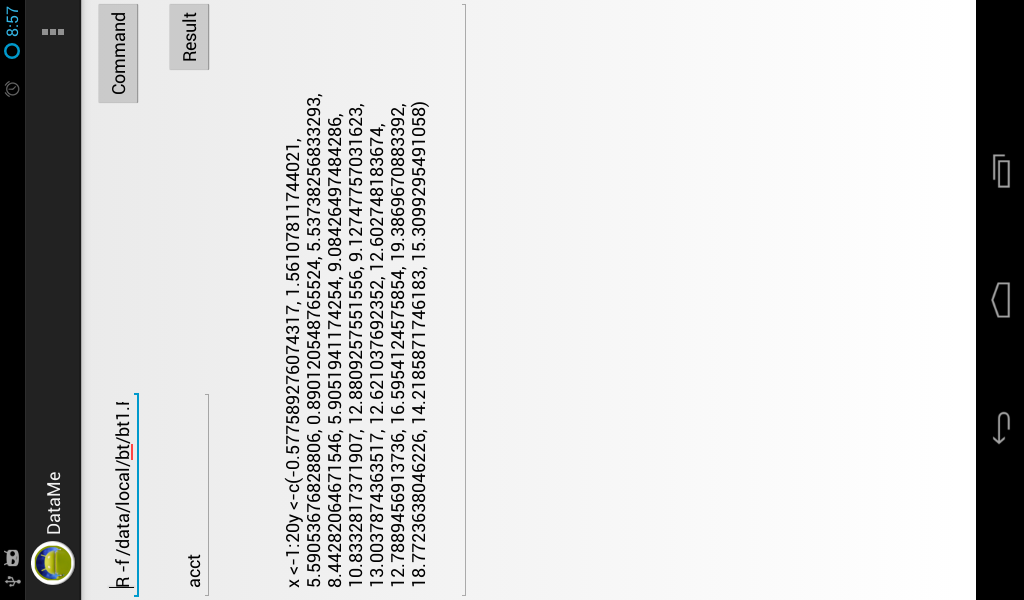 8:57
DataMe
R -f /data/local/bt/bt1.
Command
acct
Result
x <-1:20y <-c(-0.577589276074317, 1.56107811744021,
5.59053676828806, 0.890120548765524, 5.53738256833293,
8.44282064671546, 5.9051941174254, 9.08426497484286,
10.8332817371907, 12.8809257551556, 9.12747757031623,
13.0037874363517, 12.621037692352, 12.602748183674,
12.7889456913736, 16.5954124575854, 19.3869670883392,
18.7723638046226, 14.2185871746183, 15.3099295491058)